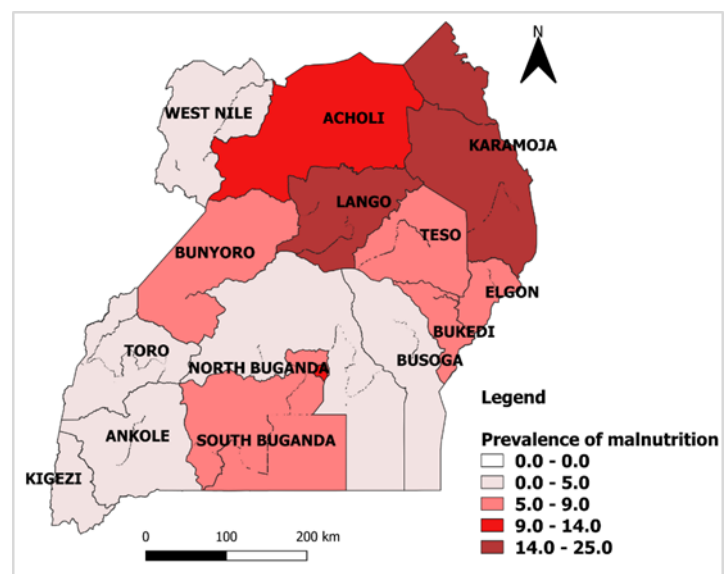 N
WEST NILE
ACHOLI
KARAMOJA
LANGO
TESO
BUNYORO
ELGON
BUKEDI
TORO
NORTH BUGANDA
BUSOGA
ANKOLE
SOUTH BUGANDA
KIGEZI
Legend
Prevalence of malnutrition
0.0 - 0.0
0.0 - 5.0
5.0 - 9.0
9.0 - 14.0
14.0 - 25.0
0 100 200 km